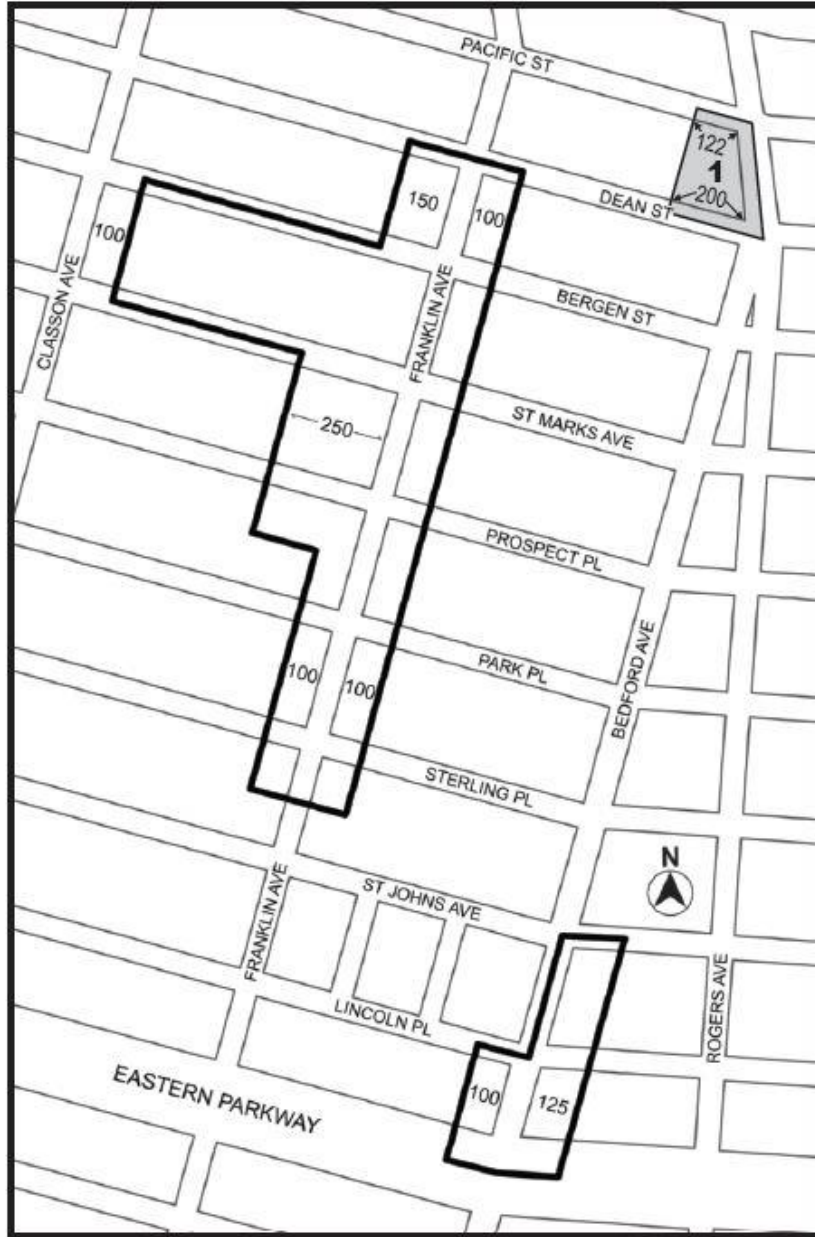 PACIFIC ST
122
1
200
DEAN ST
150
100
100
CLASSON AVE
FRANKLIN AVE
BERGEN ST
ST MARKS AVE
250
PROSPECT PL
BEDFORD AVE
PARK PL
100
100
STERLING PL
N
ST JOHNS AVE
FRANKLIN AVE
ROGERS AVE
LINCOLN PL
100
125
EASTERN PARKWAY